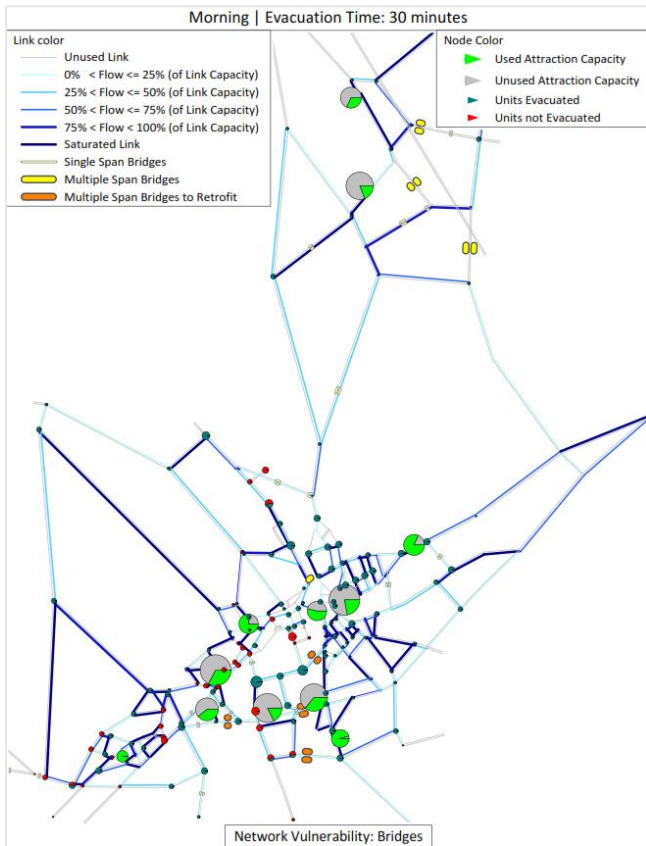 Morning | Evacuation Time: 30 minutes
Link color
Unused Link
0% < Flow <= 25% (of Link Capacity)
25% < Flow <= 50% (of Link Capacity)
50% < Flow <= 75% (of Link Capacity)
75% < Flow < 100% (of Link Capacity)
Saturated Link
Single Span Bridges
Multiple Span Bridges
Multiple Span Bridges to Retrofit
Node Color
Used Attraction Capacity
Unused Attraction Capacity
Units Evacuated
Units not Evacuated
Network Vulnerability: Bridges